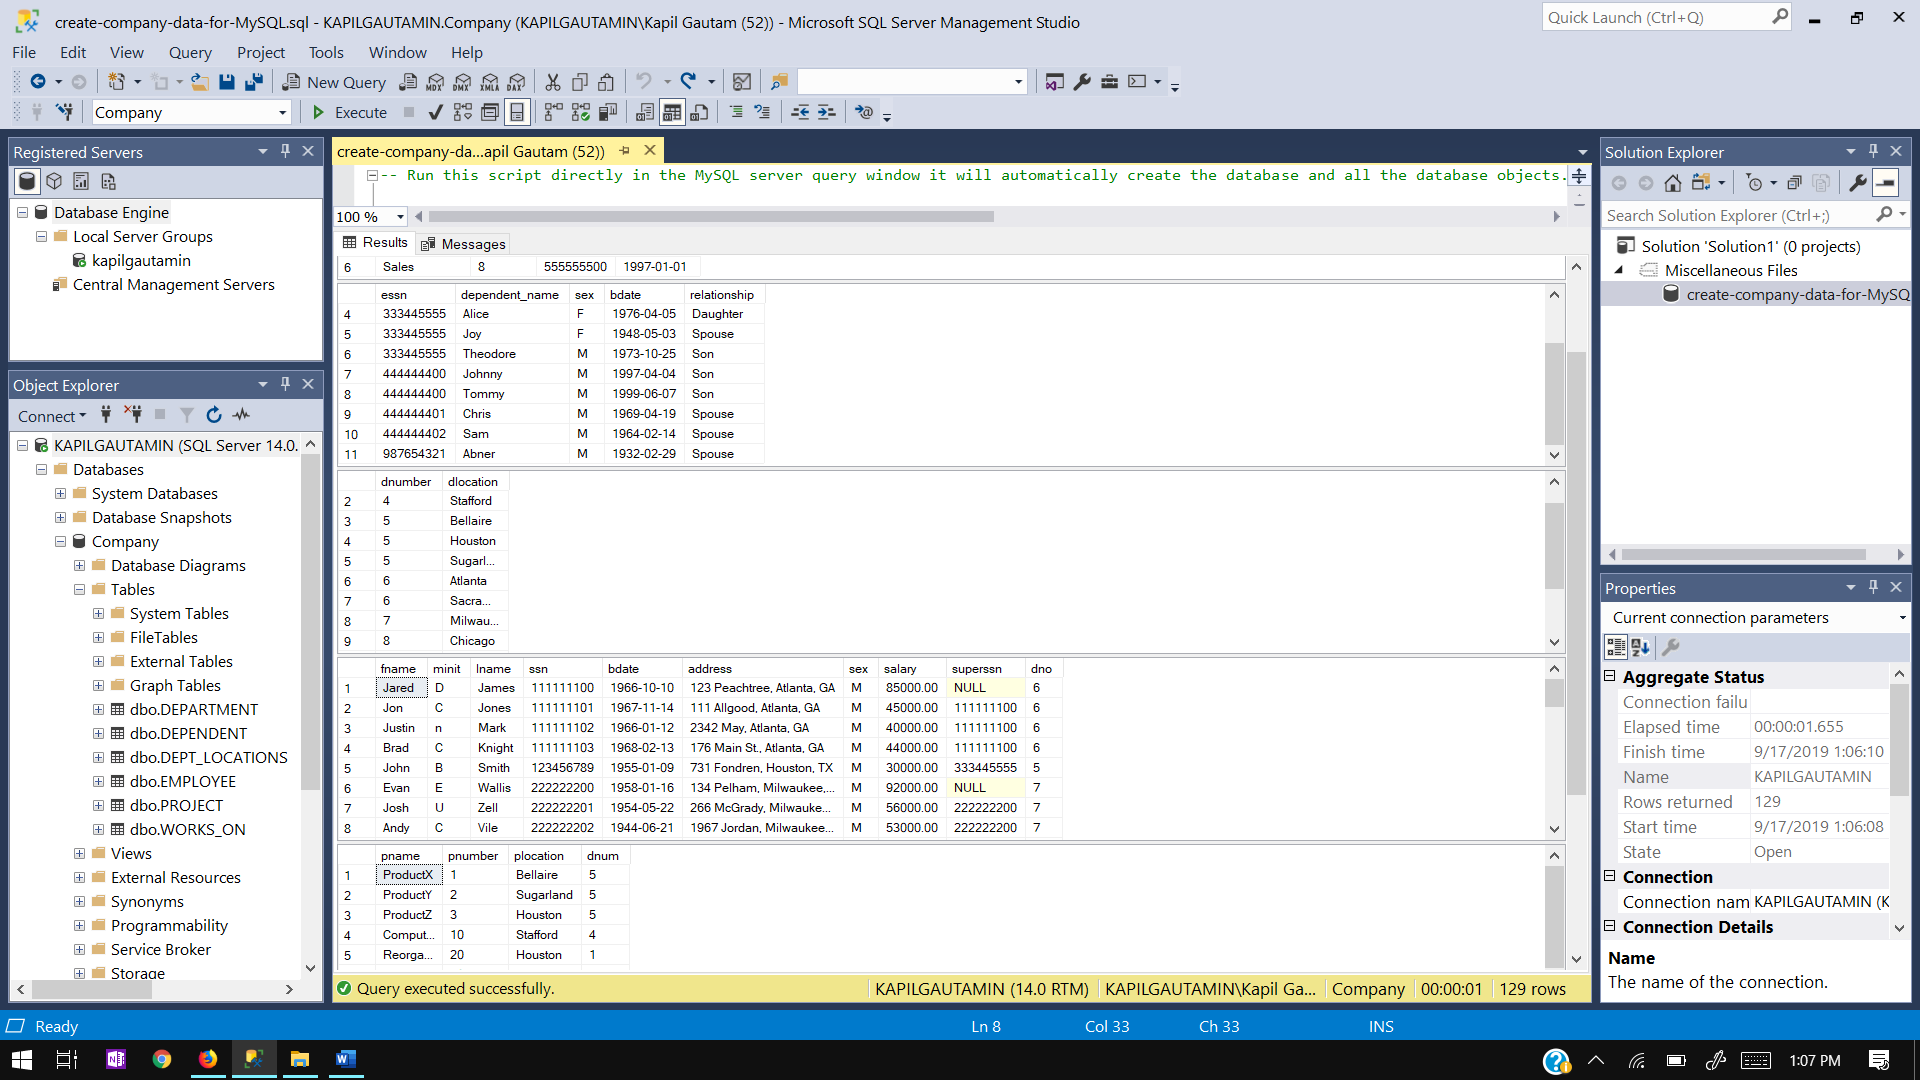 create-company-data-for-MySQL.sql - KAPILGAUTAMIN.Company (KAPILGAUTAMIN\Kapil Gautam (52)) - Microsoft SQL Server Management Studio
Quick Launch (Ctrl+Q)
File Edit View Query Project Tools Window Help
New Query MDX DMX XMLA DAX
Company Execute
Registered Servers
Database Engine
Local Server Groups
kapilgautamin
Central Management Servers
Object Explorer
Connect
KAPILGAUTAMIN (SQL Server 14.0.
Databases
System Databases
Database Snapshots
Company
Database Diagrams
Tables
System Tables
FileTables
External Tables
Graph Tables
dbo.DEPARTMENT
dbo.DEPENDENT
dbo.DEPT_LOCATIONS
dbo.EMPLOYEE
dbo.PROJECT
dbo.WORKS_ON
Views
External Resources
Synonyms
Programmability
Service Broker
Storage
create-company-da...apil Gautam (52))
-- Run this script directly in the MySQL server query window it will automatically create the database and all the database objects.
100 %
Results Messages
6 Sales 8 555555500 1997-01-01
essn dependent_name sex bdate relationship
4 333445555 Alice F 1976-04-05 Daughter
5 333445555 Joy F 1948-05-03 Spouse
6 333445555 Theodore M 1973-10-25 Son
7 444444400 Johnny M 1997-04-04 Son
8 444444400 Tommy M 1999-06-07 Son
9 444444401 Chris M 1969-04-19 Spouse
10 444444402 Sam M 1964-02-14 Spouse
11 987654321 Abner M 1932-02-29 Spouse
dnumber dlocation
2 4 Stafford
3 5 Bellaire
4 5 Houston
5 5 Sugarl...
6 6 Atlanta
7 6 Sacra...
8 7 Milwau...
9 8 Chicago
fname minit lname ssn bdate address sex salary superssn dno
1 Jared D James 111111100 1966-10-10 123 Peachtree, Atlanta, GA M 85000.00 NULL 6
2 Jon C Jones 111111101 1967-11-14 111 Allgood, Atlanta, GA M 45000.00 111111100 6
3 Justin n Mark 111111102 1966-01-12 2342 May, Atlanta, GA M 40000.00 111111100 6
4 Brad C Knight 111111103 1968-02-13 176 Main St., Atlanta, GA M 44000.00 111111100 6
5 John B Smith 123456789 1955-01-09 731 Fondren, Houston, TX M 30000.00 333445555 5
6 Evan E Wallis 222222200 1958-01-16 134 Pelham, Milwaukee,... M 92000.00 NULL 7
7 Josh U Zell 222222201 1954-05-22 266 McGrady, Milwauke... M 56000.00 222222200 7
8 Andy C Vile 222222202 1944-06-21 1967 Jordan, Milwaukee... M 53000.00 222222200 7
pname pnumber plocation dnum
1 ProductX 1 Bellaire 5
2 ProductY 2 Sugarland 5
3 ProductZ 3 Houston 5
4 Comput... 10 Stafford 4
5 Reorga... 20 Houston 1
Query executed successfully. KAPILGAUTAMIN (14.0 RTM) KAPILGAUTAMIN\Kapil Ga... Company 00:00:01 129 rows
Solution Explorer
Search Solution Explorer (Ctrl+;)
Solution 'Solution1' (0 projects)
Miscellaneous Files
create-company-data-for-MySQ
Properties
Current connection parameters
Aggregate Status
Connection failu
Elapsed time 00:00:01.655
Finish time 9/17/2019 1:06:10
Name KAPILGAUTAMIN
Rows returned 129
Start time 9/17/2019 1:06:08
State Open
Connection
Connection nam KAPILGAUTAMIN (K
Connection Details
Name
The name of the connection.
Ready Ln 8 Col 33 Ch 33 INS
1:07 PM